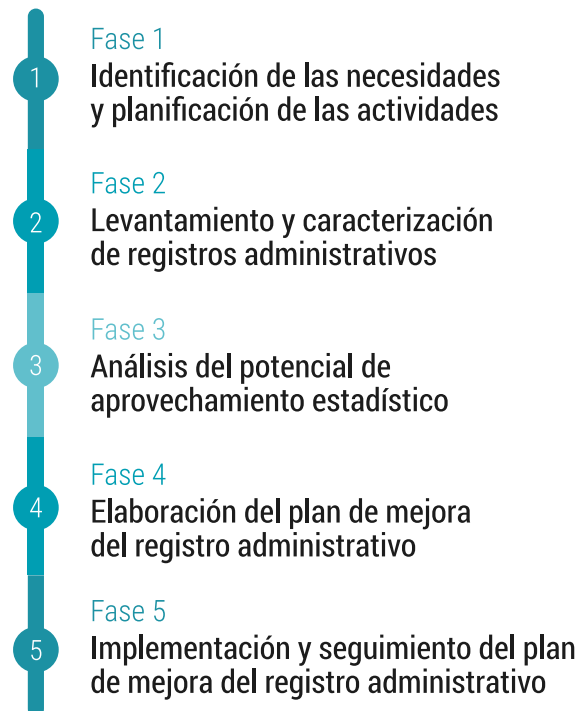 Fase 1
1
Identificación de las necesidades
y planificación de las actividades
Fase 2
2
Levantamiento y caracterización
de registros administrativos
Fase 3
3
Análisis del potencial de
aprovechamiento estadístico
Fase 4
4
Elaboración del plan de mejora
del registro administrativo
Fase 5
5
Implementación y seguimiento del plan
de mejora del registro administrativo